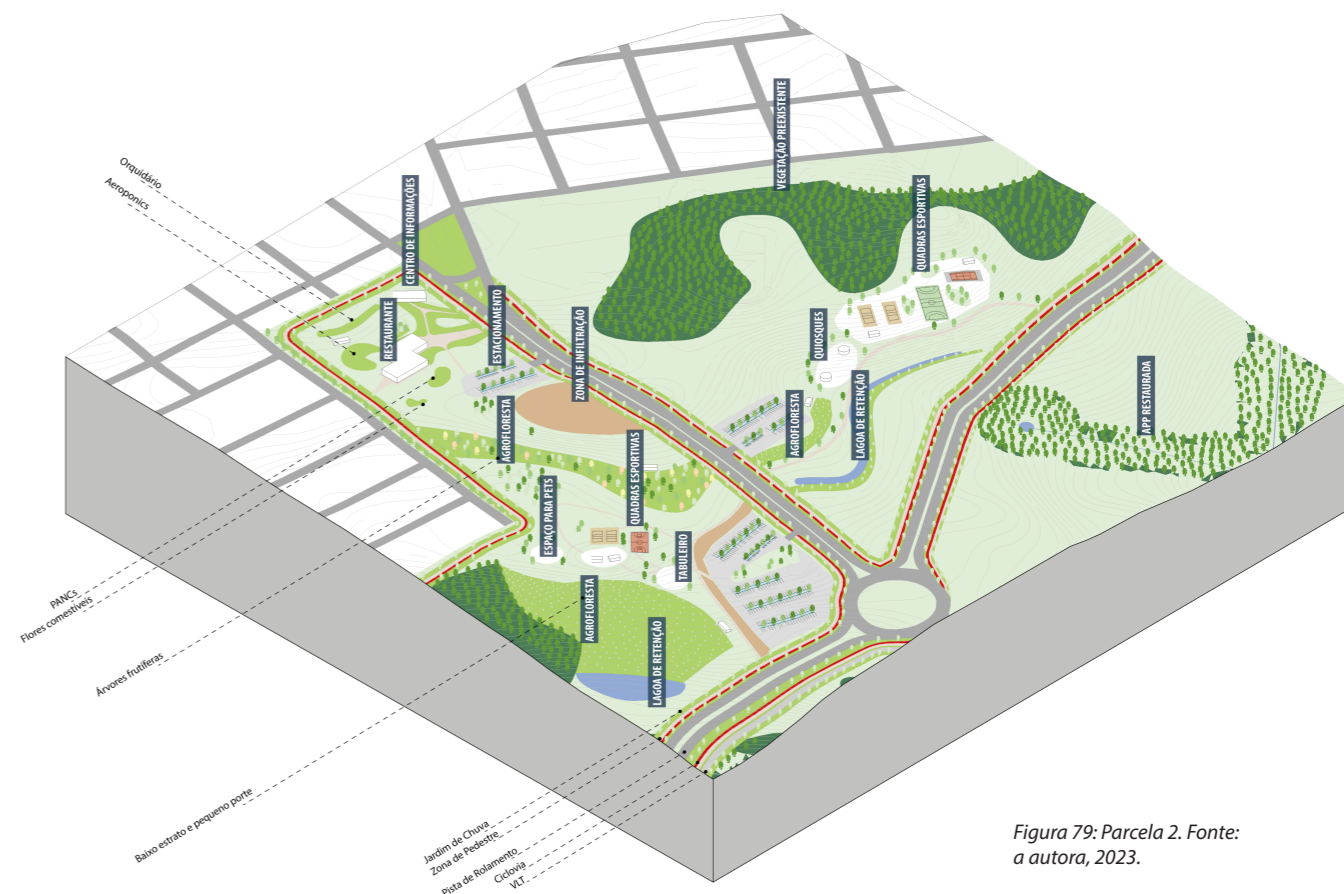 Orquidário
Aeroponics
CENTRO DE INFORMAÇÕES
VEGETAÇÃO PREEXISTENTE
QUADRAS ESPORTIVAS
RESTAURANTE
ESTACIONAMENTO
ZONA DE INFILTRAÇÃO
QUIOSQUES
AGROFLORESTA
AGROFLORESTA
LAGOA DE RETENÇÃO
APP RESTAURADA
QUADRAS ESPORTIVAS
ESPAÇO PARA PETS
TABULEIRO
AGROFLORESTA
LAGOA DE RETENÇÃO
PANCs
Flores comestíveis
Árvores frutíferas
Baixo estrato e pequeno porte
Jardim de Chuva
Zona de Pedestre
Pista de Rolamento
Ciclovia
VLT
Figura 79: Parcela 2. Fonte:
a autora, 2023.